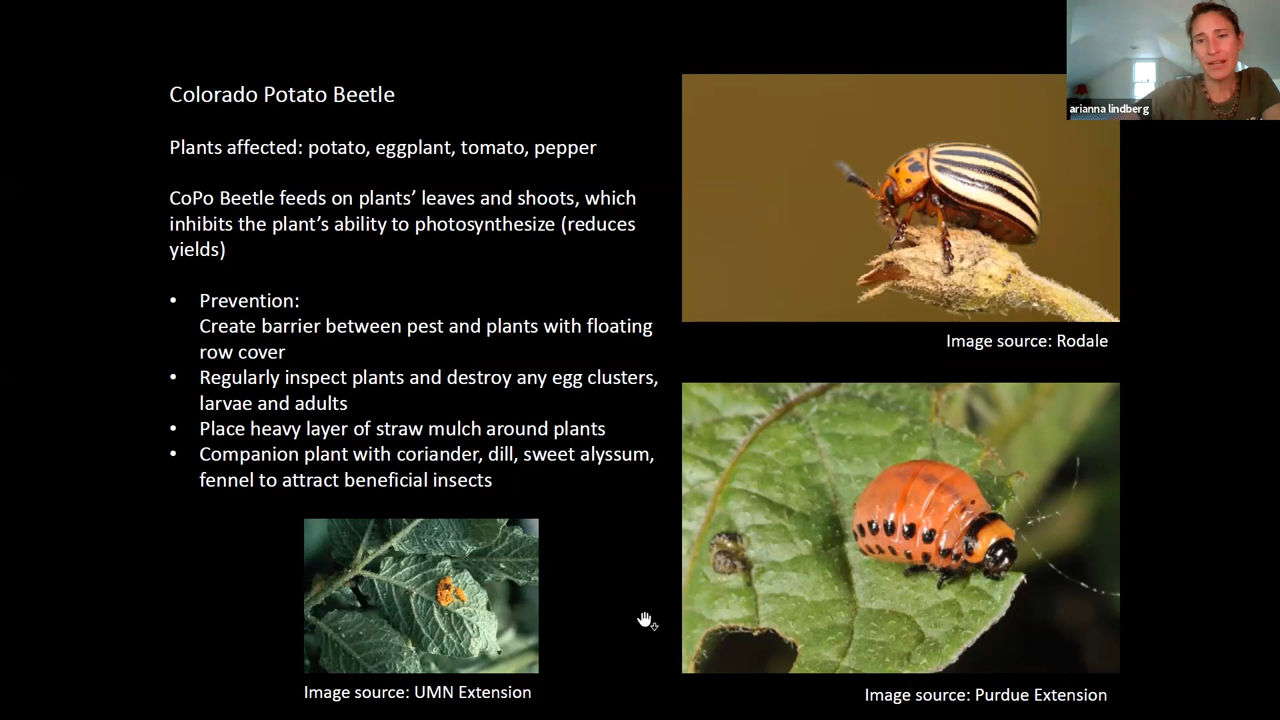 Colorado Potato Beetle
Plants affected: potato, eggplant, tomato, pepper
CoPo Beetle feeds on plants’ leaves and shoots, which
inhibits the plant’s ability to photosynthesize (reduces
yields)
• Prevention:
Create barrier between pest and plants with floating
row cover
• Regularly inspect plants and destroy any egg clusters,
larvae and adults
• Place heavy layer of straw mulch around plants
• Companion plant with coriander, dill, sweet alyssum,
fennel to attract beneficial insects
Image source: UMN Extension
arianna lindberg
Image source: Rodale
Image source: Purdue Extension